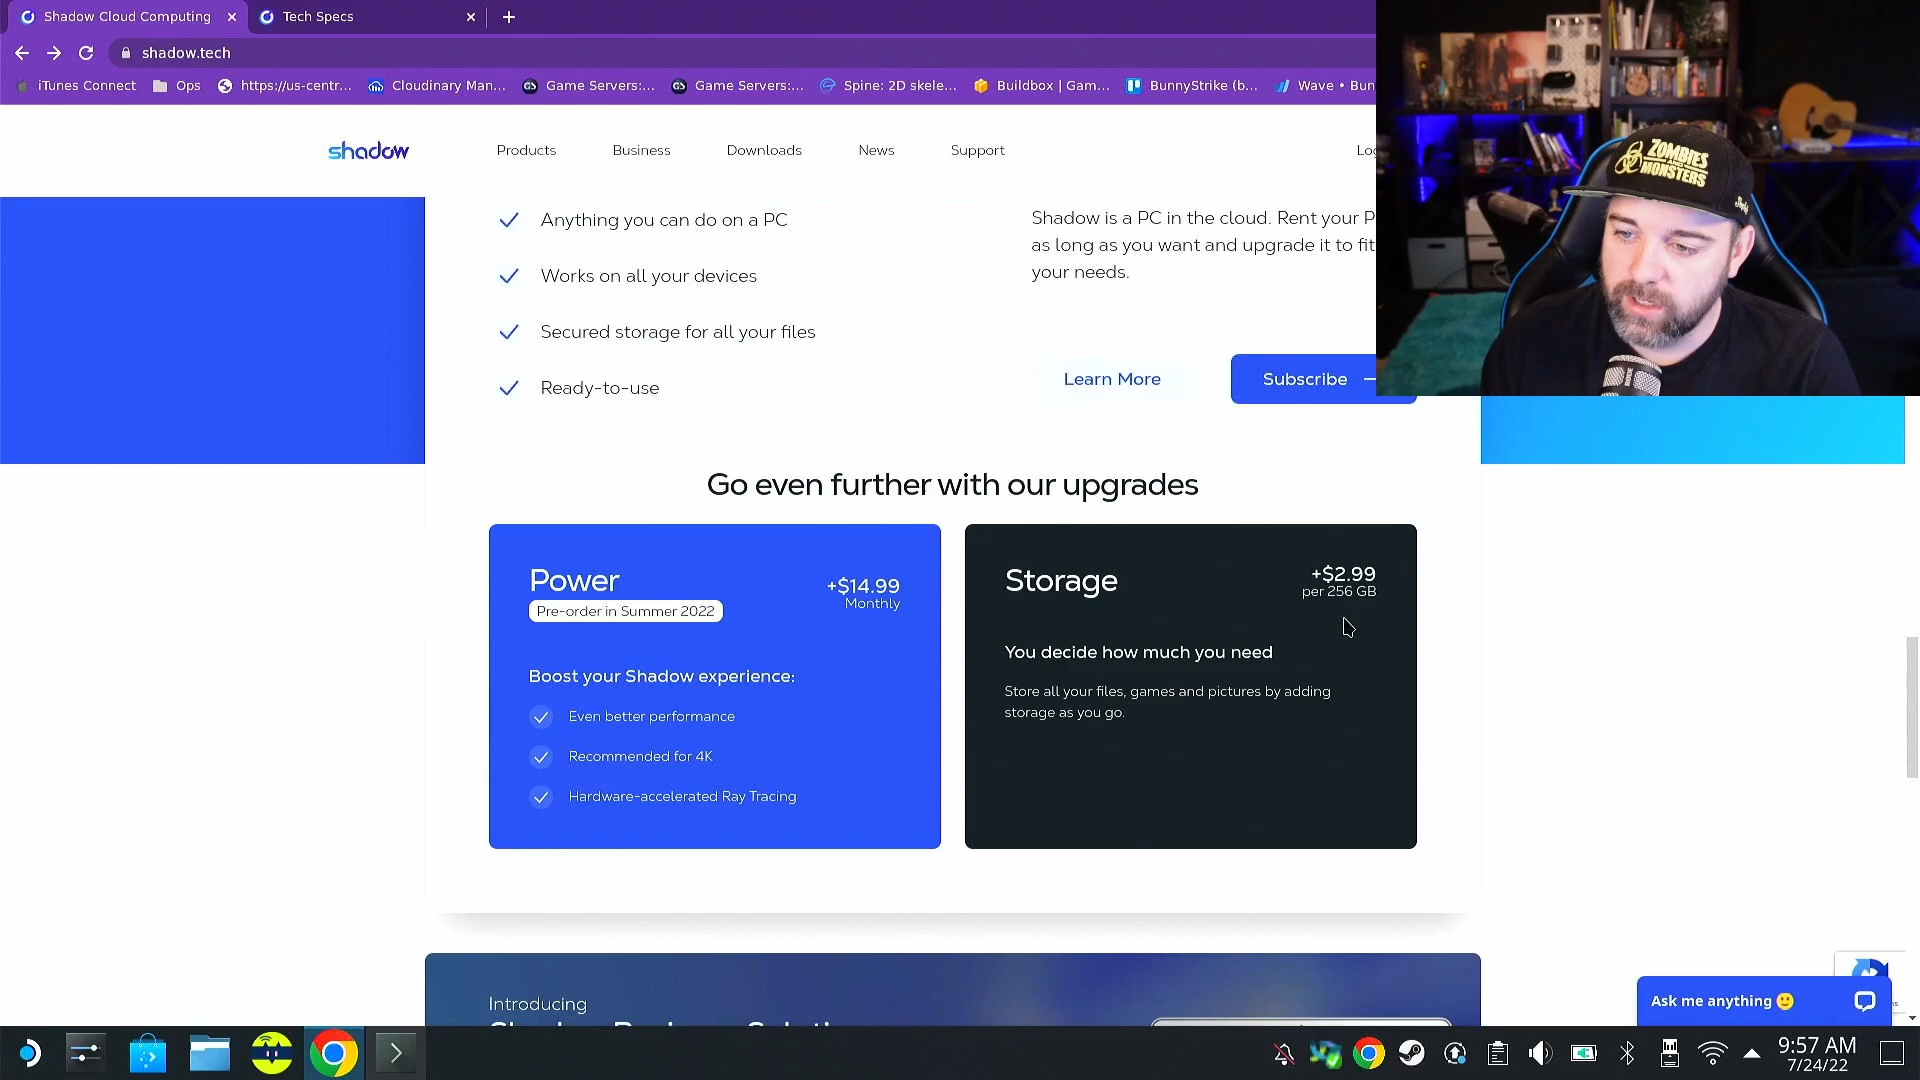 Shadow Cloud Computing
Tech Specs
shadow.tech
iTunes Connect
Ops
https://us-centr...
Cloudinary Man...
Game Servers:...
Game Servers:...
Spine: 2D skele...
Buildbox | Gam...
BunnyStrike (b...
Wave • Bun
shadow
Products
Business
Downloads
News
Support
Log
ZOMBIES
AND
MONSTERS
Anything you can do on a PC
Works on all your devices
Secured storage for all your files
Ready-to-use
Shadow is a PC in the cloud. Rent your P
as long as you want and upgrade it to fit
your needs.
Learn More
Subscribe
Go even further with our upgrades
Power
Pre-order in Summer 2022
+$14.99
Monthly
Boost your Shadow experience:
Even better performance
Recommended for 4K
Hardware-accelerated Ray Tracing
Storage
+$2.99
per 256 GB
You decide how much you need
Store all your files, games and pictures by adding
storage as you go.
Introducing
Ask me anything 🙂
9:57 AM
7/24/22